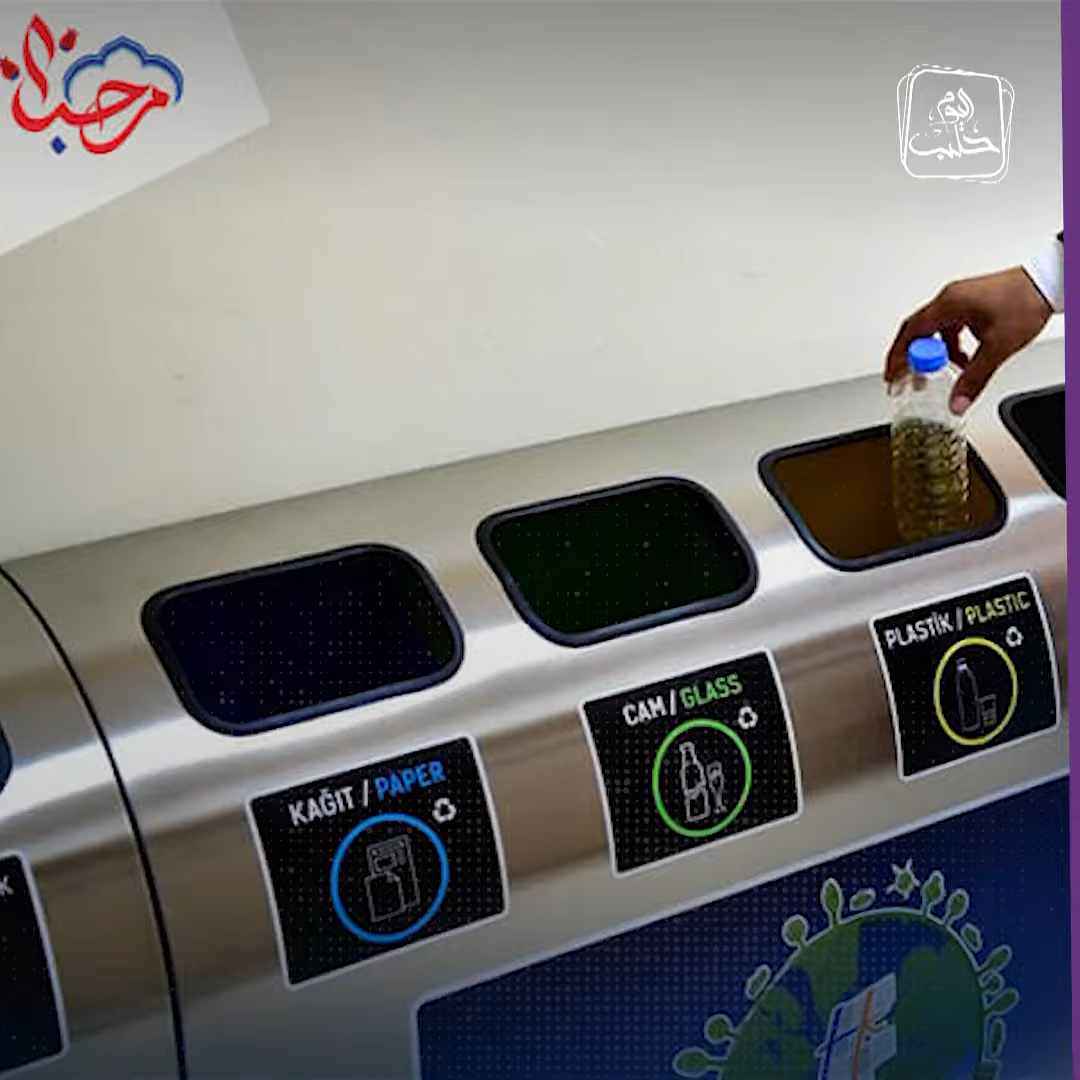 مرحبا
حلب اليوم
KAĞIT / PAPER
CAM / GLASS
PLASTİK / PLASTIC
K